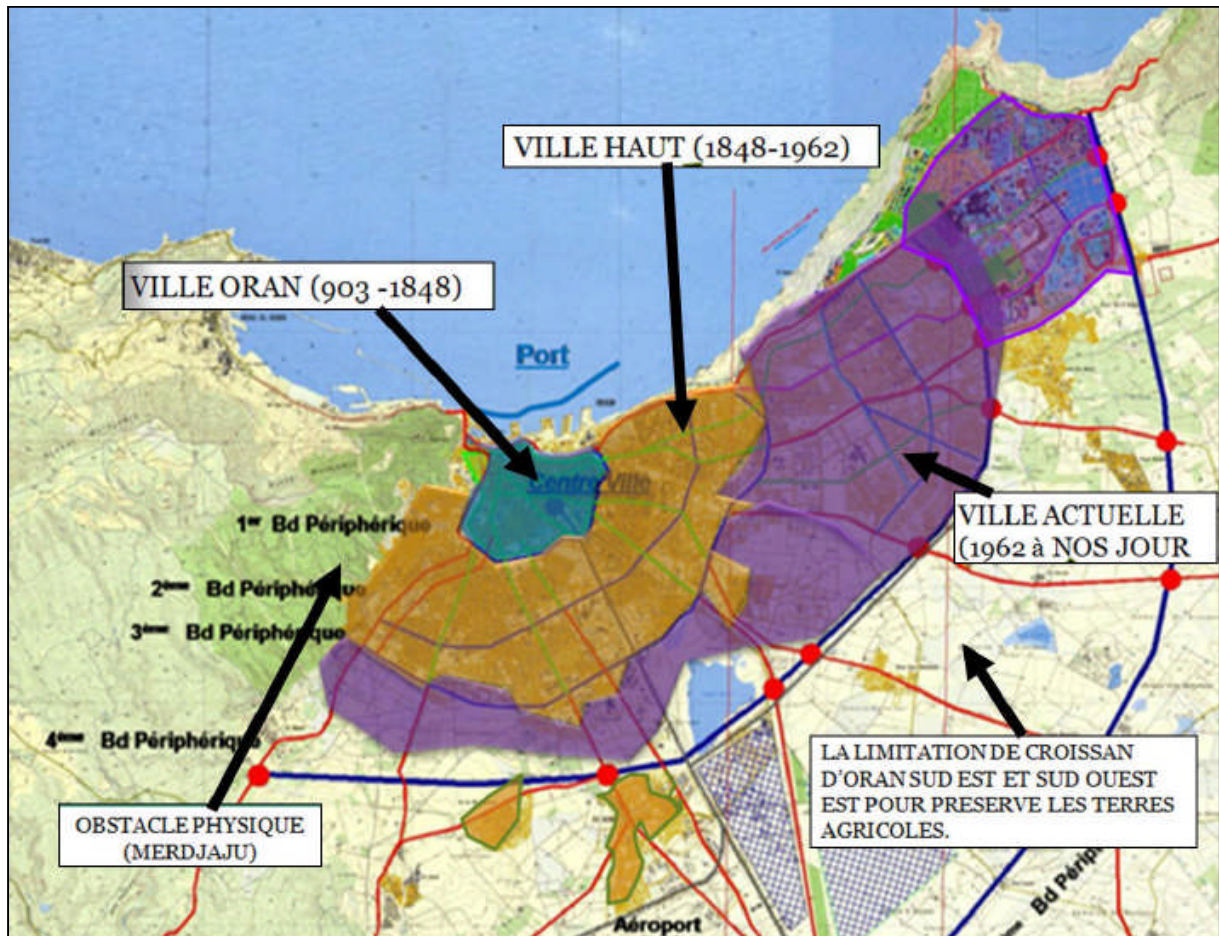 VILLE HAUT (1848-1962)
VILLE ORAN (903 -1848)
Port
Centre Ville
1er Bd Périphérique
VILLE ACTUELLE
(1962 à NOS JOUR
2ème Bd Périphérique
3ème Bd Périphérique
4ème Bd Périphérique
LA LIMITATION DE CROISSAN
D'ORAN SUD EST ET SUD OUEST
EST POUR PRESERVE LES TERRES
AGRICOLES.
OBSTACLE PHYSIQUE
(MERDJAJU)
Bd Périph
Aéroport